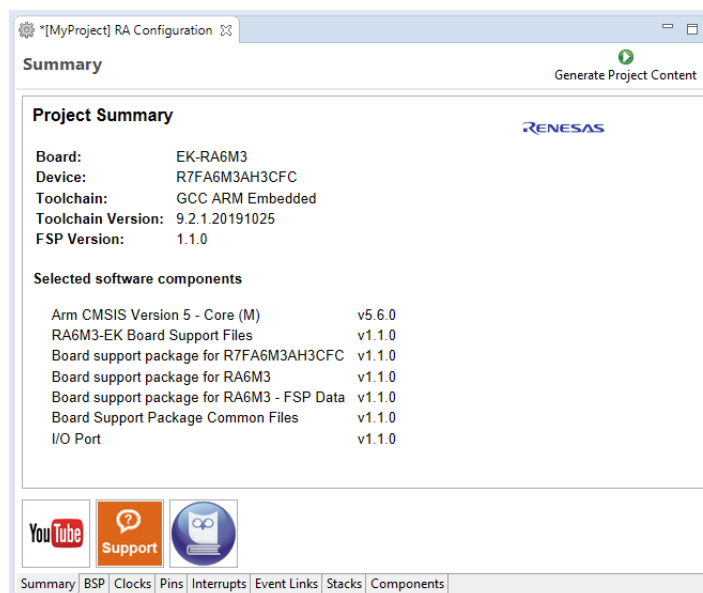 *[MyProject] RA Configuration
Summary
Generate Project Content
Project Summary
RENESAS
Board: EK-RA6M3
Device: R7FA6M3AH3CFC
Toolchain: GCC ARM Embedded
Toolchain Version: 9.2.1.20191025
FSP Version: 1.1.0
Selected software components
Arm CMSIS Version 5 - Core (M) v5.6.0
RA6M3-EK Board Support Files v1.1.0
Board support package for R7FA6M3AH3CFC v1.1.0
Board support package for RA6M3 v1.1.0
Board support package for RA6M3 - FSP Data v1.1.0
Board Support Package Common Files v1.1.0
I/O Port v1.1.0
YouTube
?
Support
Summary BSP Clocks Pins Interrupts Event Links Stacks Components